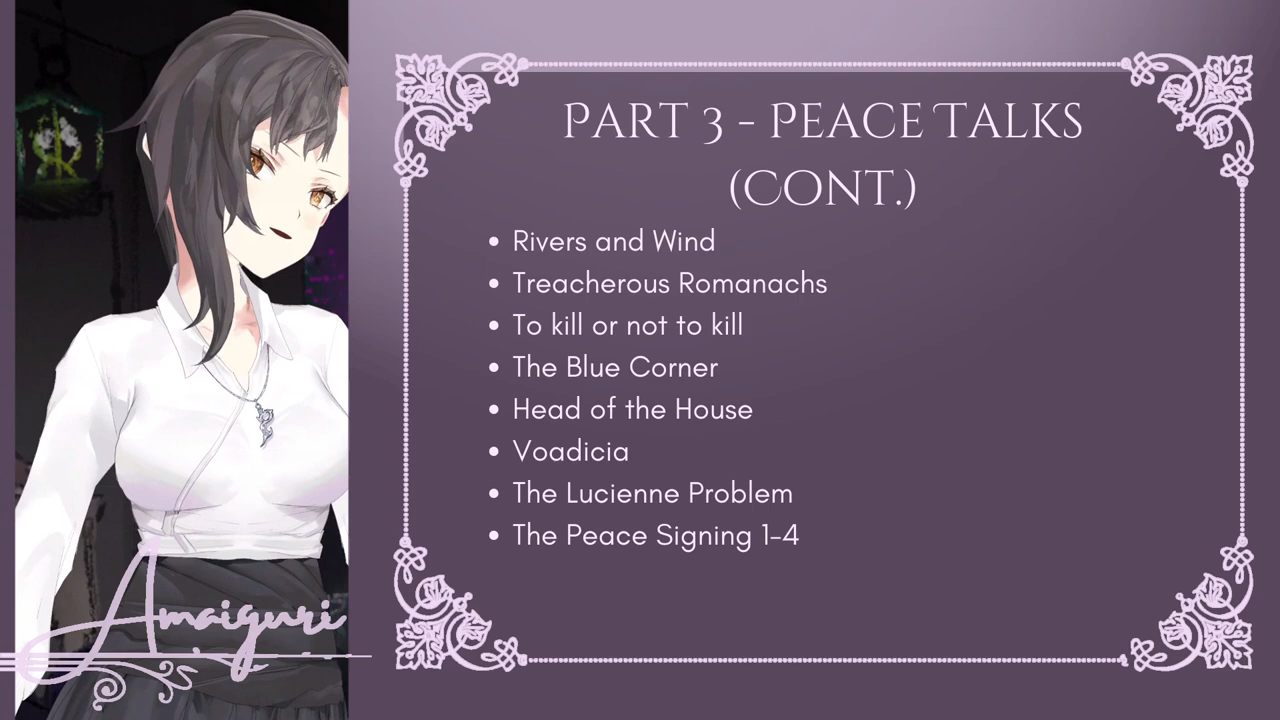 Part 3 - Peace Talks
(Cont.)
• Rivers and Wind
• Treacherous Romanachs
• To kill or not to kill
• The Blue Corner
• Head of the House
• Voadicia
• The Lucienne Problem
• The Peace Signing 1-4
Amaiguri